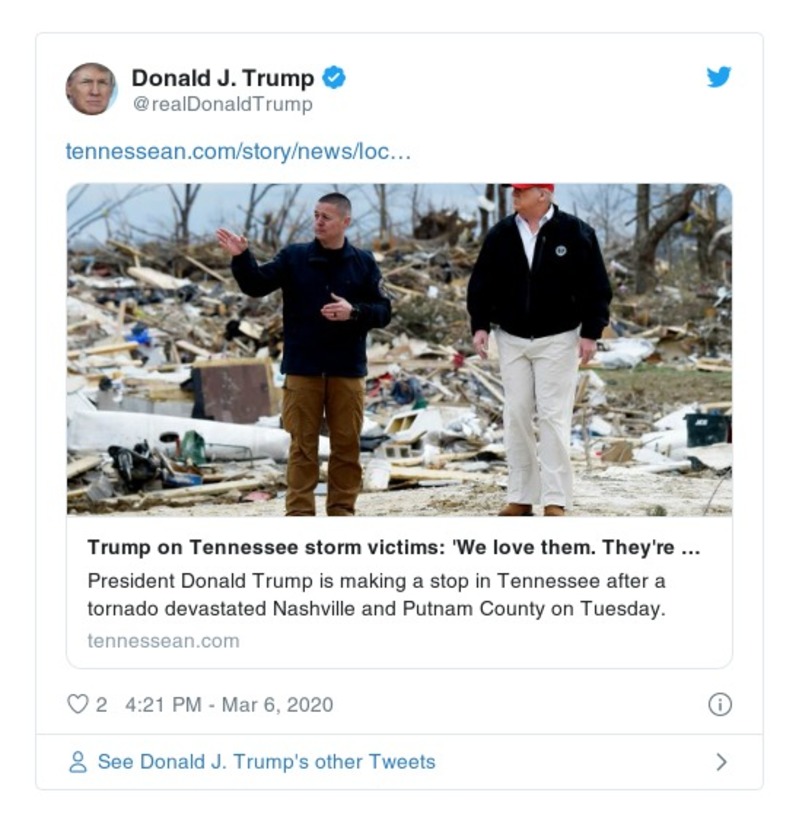 Donald J. Trump
@realDonaldTrump
tennessean.com/story/news/loc…
Trump on Tennessee storm victims: 'We love them. They're ...
President Donald Trump is making a stop in Tennessee after a
tornado devastated Nashville and Putnam County on Tuesday.
tennessean.com
2 4:21 PM - Mar 6, 2020
See Donald J. Trump's other Tweets